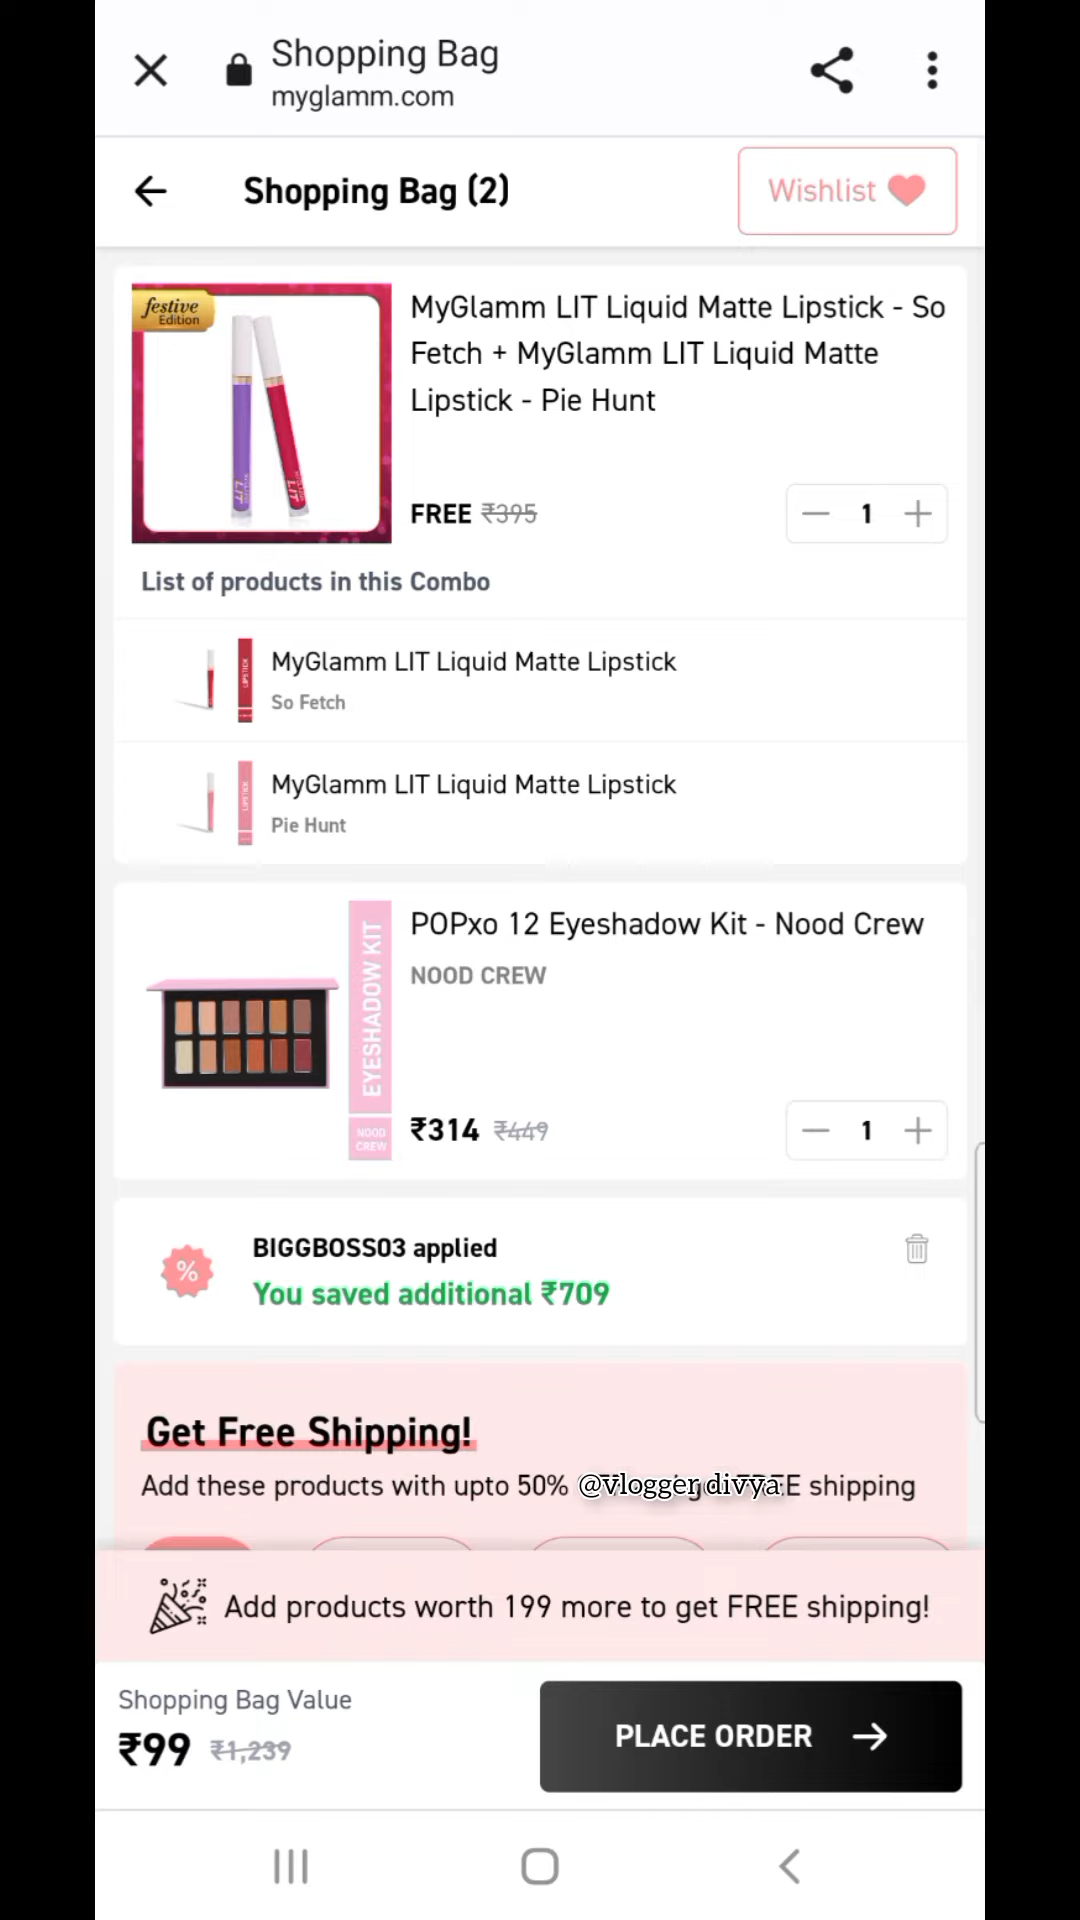 Shopping Bag
myglamm.com
Shopping Bag (2)
Wishlist
festive
Edition
MyGlamm LIT Liquid Matte Lipstick - So
Fetch + MyGlamm LIT Liquid Matte
Lipstick - Pie Hunt
LIT
LIT
FREE ₹395
1
List of products in this Combo
LIPSTICK
MyGlamm LIT Liquid Matte Lipstick
So Fetch
LIPSTICK
MyGlamm LIT Liquid Matte Lipstick
Pie Hunt
EYESHADOW KIT
NOOD
CREW
POPxo 12 Eyeshadow Kit - Nood Crew
NOOD CREW
₹314 ₹449
1
%
BIGGBOSS03 applied
You saved additional ₹709
Get Free Shipping!
Add these products with upto 50% shipping
@vlogger divya
Add products worth 199 more to get FREE shipping!
Shopping Bag Value
₹99 ₹1,239
PLACE ORDER